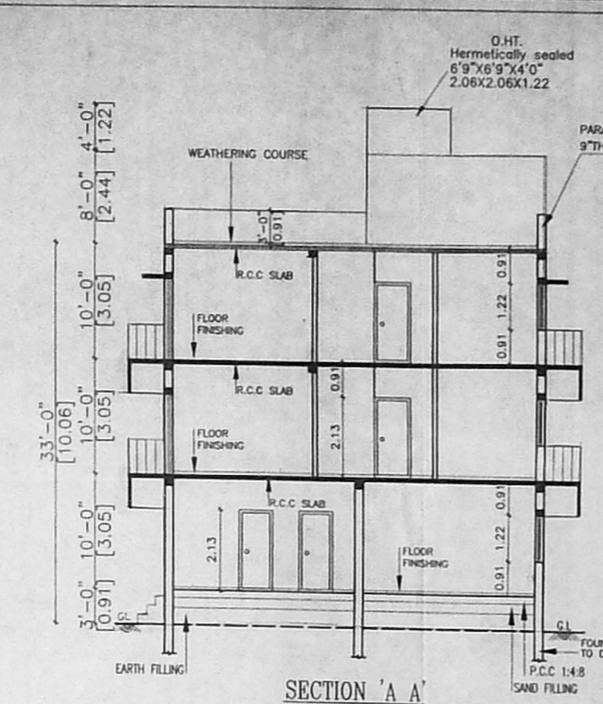 O.HT.
Hermetically sealed
6'9"X6'9"X4'0"
2.06X2.06X1.22
WEATHERING COURSE
PARA
9"TH
4'-0"
[1.22]
8'-0"
[2.44]
3'-0"
[0.91]
R.C.C SLAB
0.91
1.22
0.91
10'-0"
[3.05]
FLOOR
FINISHING
R.C.C SLAB
0.91
2.13
33'-0"
[10.06]
10'-0"
[3.05]
FLOOR
FINISHING
R.C.C SLAB
0.91
1.22
0.91
10'-0"
[3.05]
2.13
FLOOR
FINISHING
3'-0"
[0.91]
GL
GL
EARTH FILLING
FOUN
TO D
P.C.C 1:4:8
SAND FILLING
SECTION 'A A'